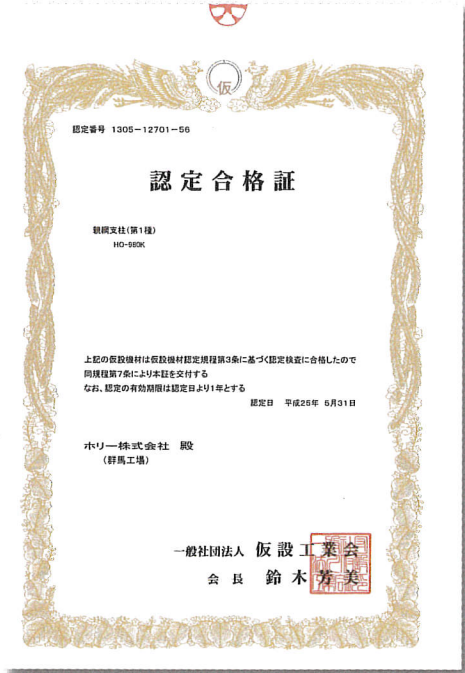 仮
認定番号 1305-12701-56
認定合格証
親綱支柱(第1種)
HO-980K
上記の仮設機材は仮設機材認定規程第3条に基づく認定検査に合格したので
同規程第7条により本証を交付する
なお、認定の有効期限は認定日より1年とする
認定日 平成25年 5月31日
ホリー株式会社 殿
(群馬工場)
一般社団法人 仮設工業会
会長 鈴木芳美